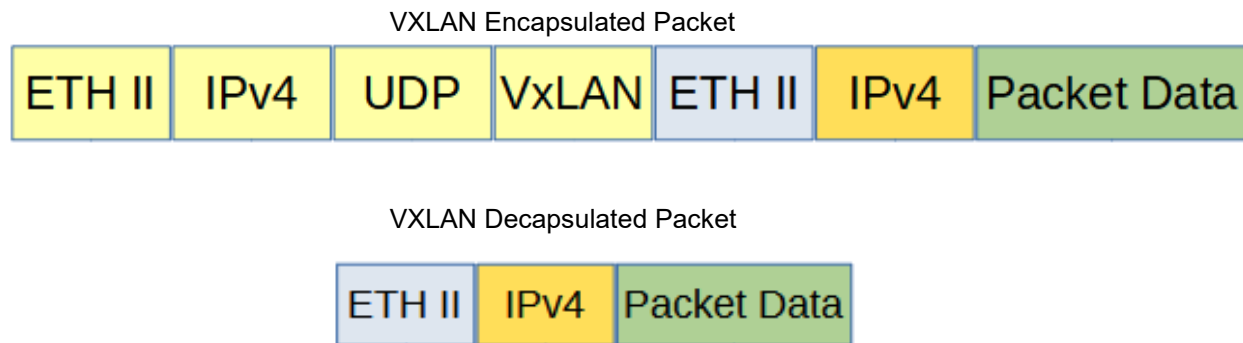 VXLAN Encapsulated Packet
ETH II IPv4 UDP VxLAN ETH II IPv4 Packet Data
VXLAN Decapsulated Packet
ETH II IPv4 Packet Data